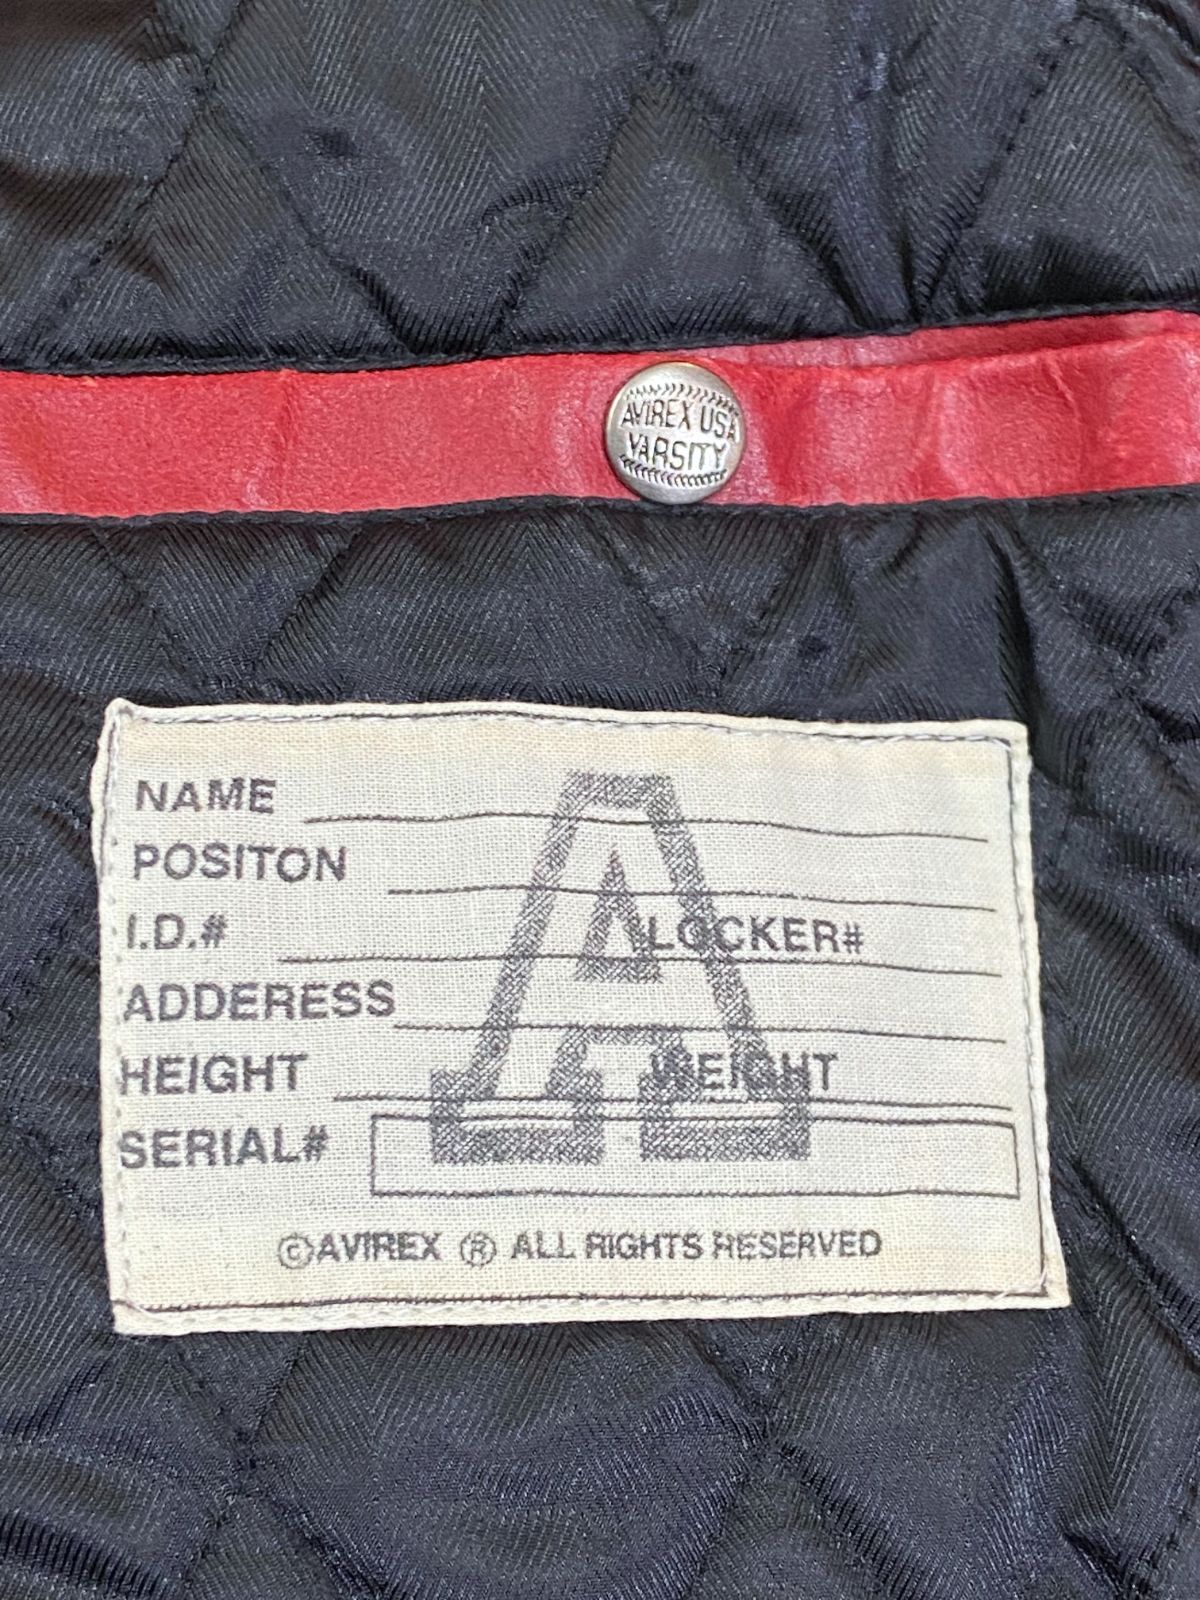 AVIREX USA
VARSITY
NAME
POSITON
I.D.# LOCKER#
ADDERESS
HEIGHT WEIGHT
SERIAL#
©AVIREX ® ALL RIGHTS RESERVED
A